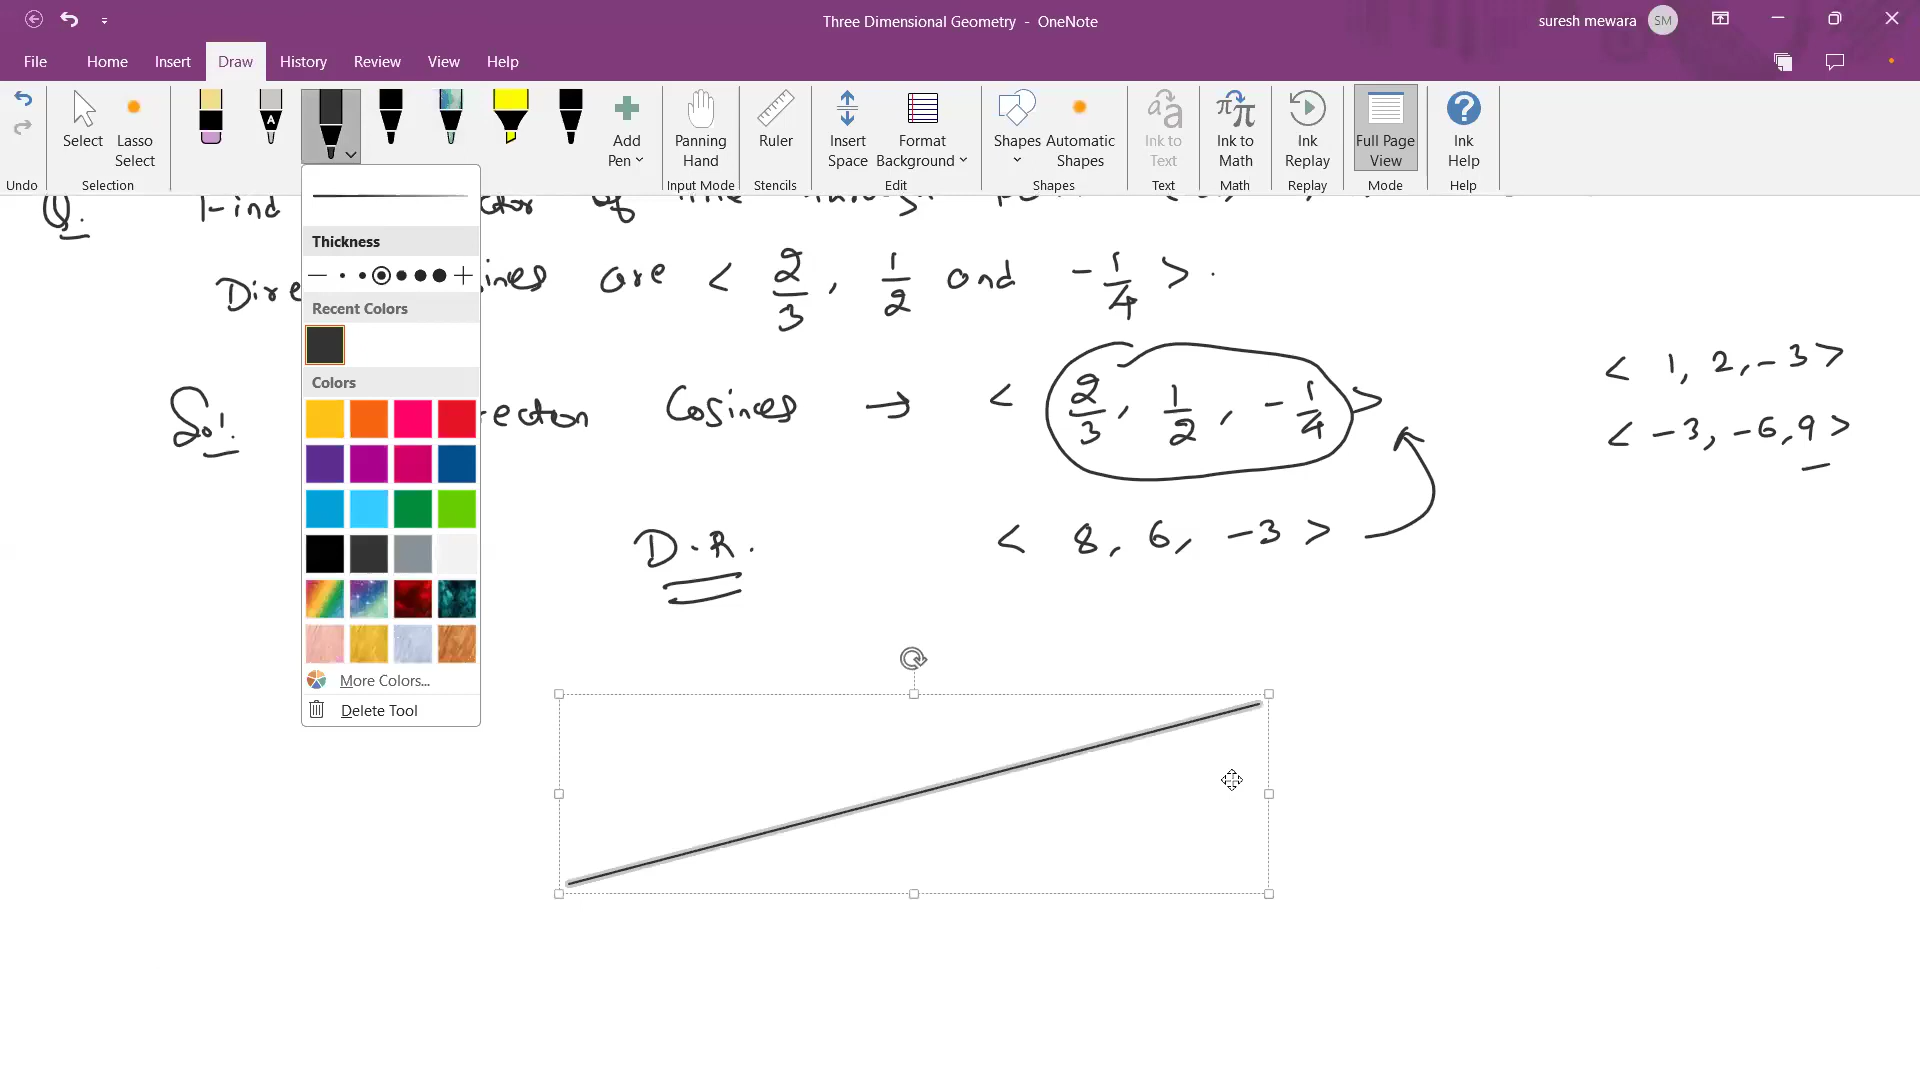 Three Dimensional Geometry - OneNote
suresh mewara SM
File Home Insert Draw History Review View Help
Select Lasso Select A Add Pen Panning Hand Ruler Insert Space Format Background Shapes Automatic Shapes Ink to Text Ink to Math Ink Replay Full Page View Ink Help
Undo Selection Input Mode Stencils Edit Shapes Text Math Replay Mode Help
Thickness
Recent Colors
Colors
More Colors...
Delete Tool
Q. Find
Dire ines are < 2/3, 1/2 and -1/4 > .
Sol. rection Cosines → < 2/3, 1/2, -1/4 >
< 1, 2, -3 >
< -3, -6, 9 >
D.R. < 8, 6, -3 >